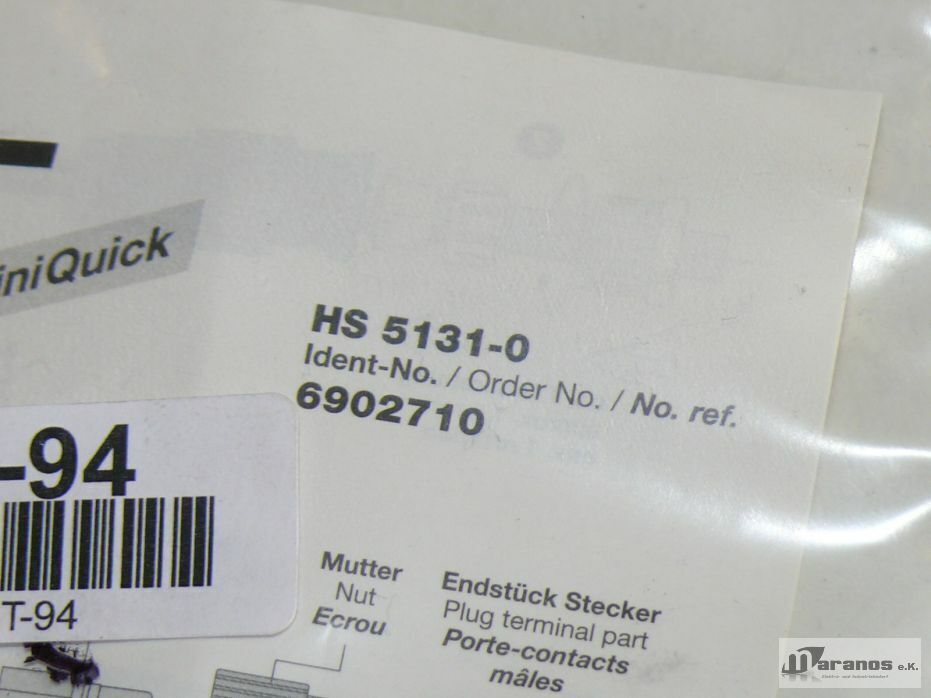 iniQuick
HS 5131-0
Ident-No. / Order No. / No. ref.
6902710
-94
T-94
Mutter
Nut
Ecrou
Endstück Stecker
Plug terminal part
Porte-contacts
mâles
Maranos e.K.